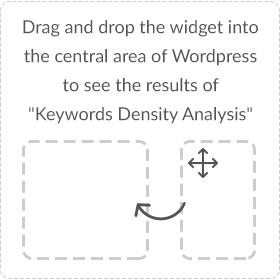 Drag and drop the widget into
the central area of Wordpress
to see the results of
"Keywords Density Analysis"